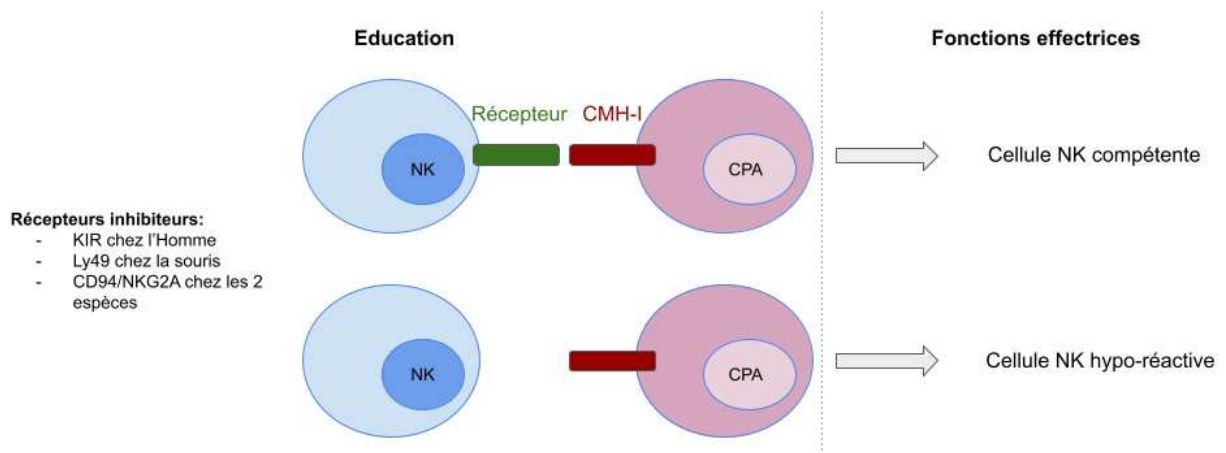 Education
Fonctions effectrices
Récepteur
CMH-I
NK
CPA
Cellule NK compétente
Récepteurs inhibiteurs:
- KIR chez l'Homme
- Ly49 chez la souris
- CD94/NKG2A chez les 2
espèces
NK
CPA
Cellule NK hypo-réactive